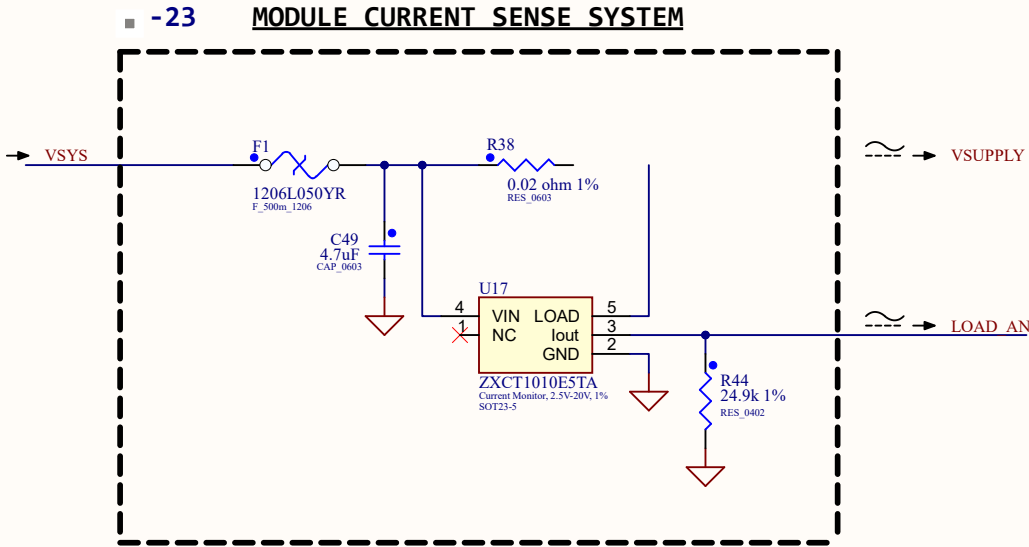 -23 MODULE CURRENT SENSE SYSTEM
VSYS
F1
1206L050YR
F_500m_1206
R38
0.02 ohm 1%
RES_0603
VSUPPLY
C49
4.7uF
CAP_0603
U17
4 VIN LOAD 5
1 NC Iout 3
GND 2
ZXCT1010E5TA
Current Monitor, 2.5V-20V, 1%
SOT23-5
LOAD_AN
R44
24.9k 1%
RES_0402